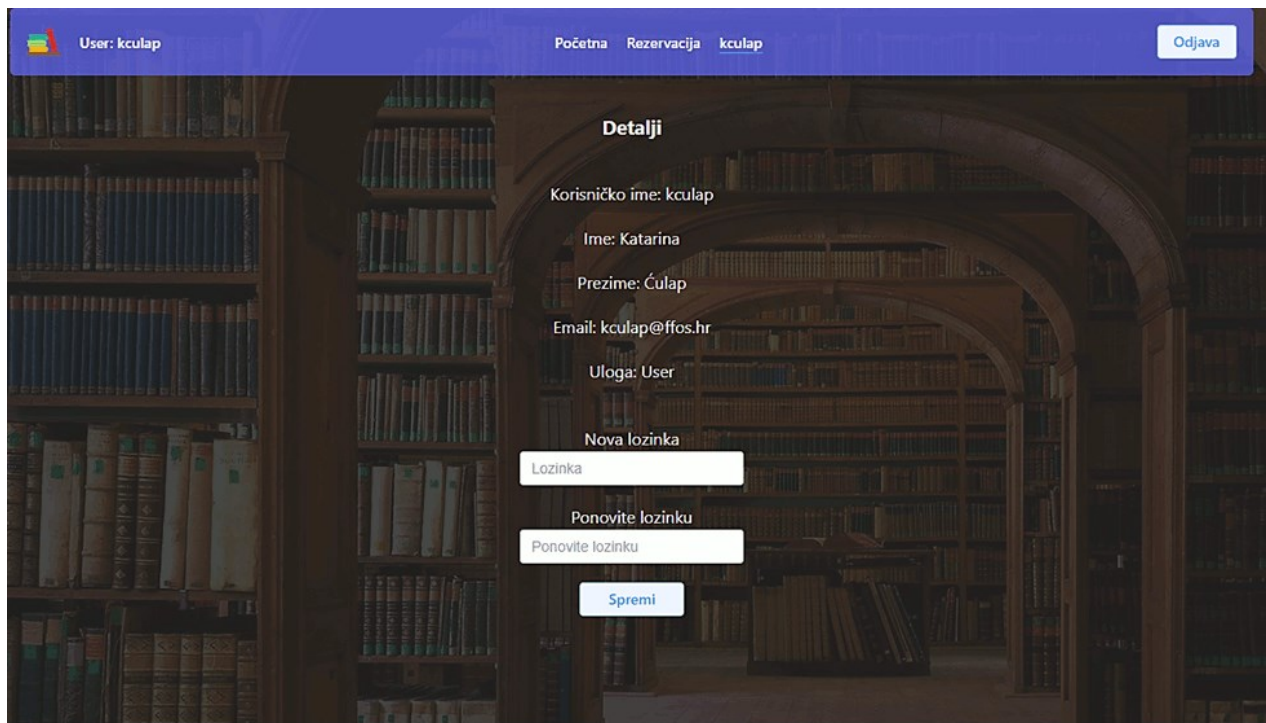 User: kculap
Početna Rezervacija kculap
Odjava
Detalji
Korisničko ime: kculap
Ime: Katarina
Prezime: Ćulap
Email: kculap@ffos.hr
Uloga: User
Nova lozinka
Lozinka
Ponovite lozinku
Ponovite lozinku
Spremi